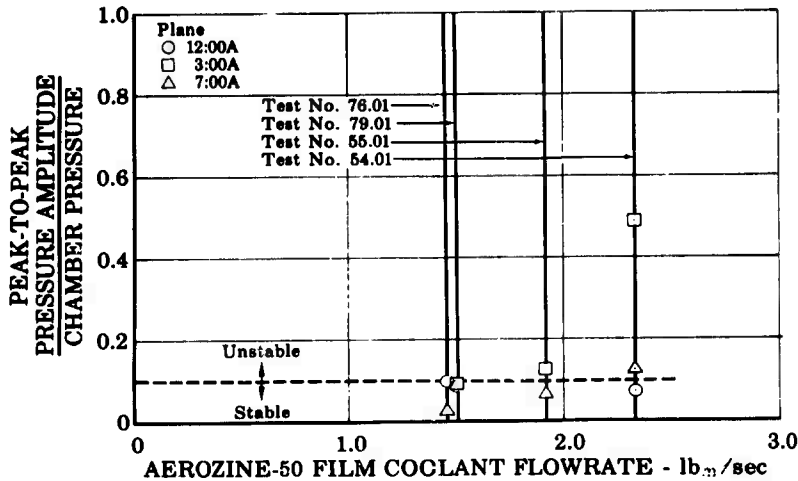 PEAK-TO-PEAK
PRESSURE AMPLITUDE
CHAMBER PRESSURE
1.0
0.8
0.6
0.4
0.2
0
Plane
12:00A
3:00A
7:00A
Test No. 76.01
Test No. 79.01
Test No. 55.01
Test No. 54.01
Unstable
Stable
0 1.0 2.0 3.0
AEROZINE-50 FILM COCLANT FLOWRATE - lbm/sec